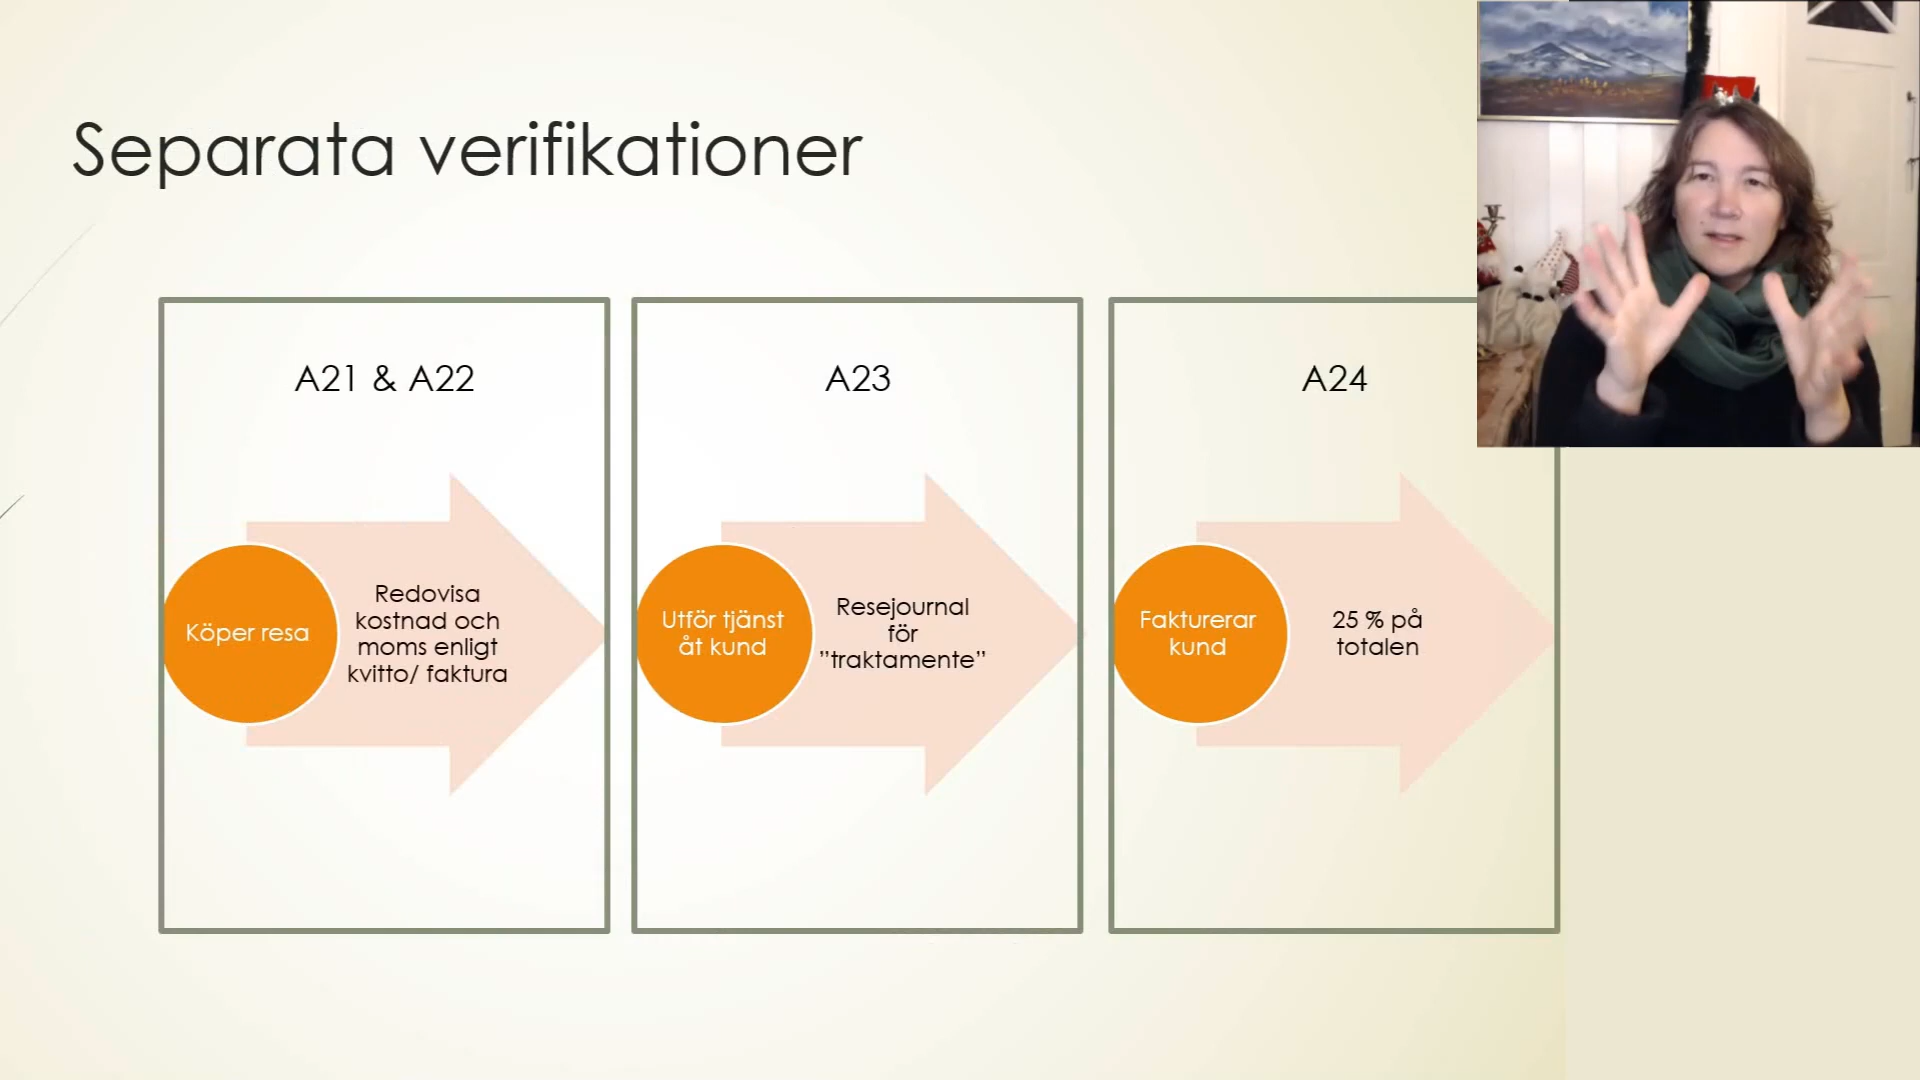 Separata verifikationer
A21 & A22
Köper resa
Redovisa
kostnad och
moms enligt
kvitto/ faktura
A23
Utför tjänst
åt kund
Resejournal
för
”traktamente”
A24
Fakturerar
kund
25 % på
totalen